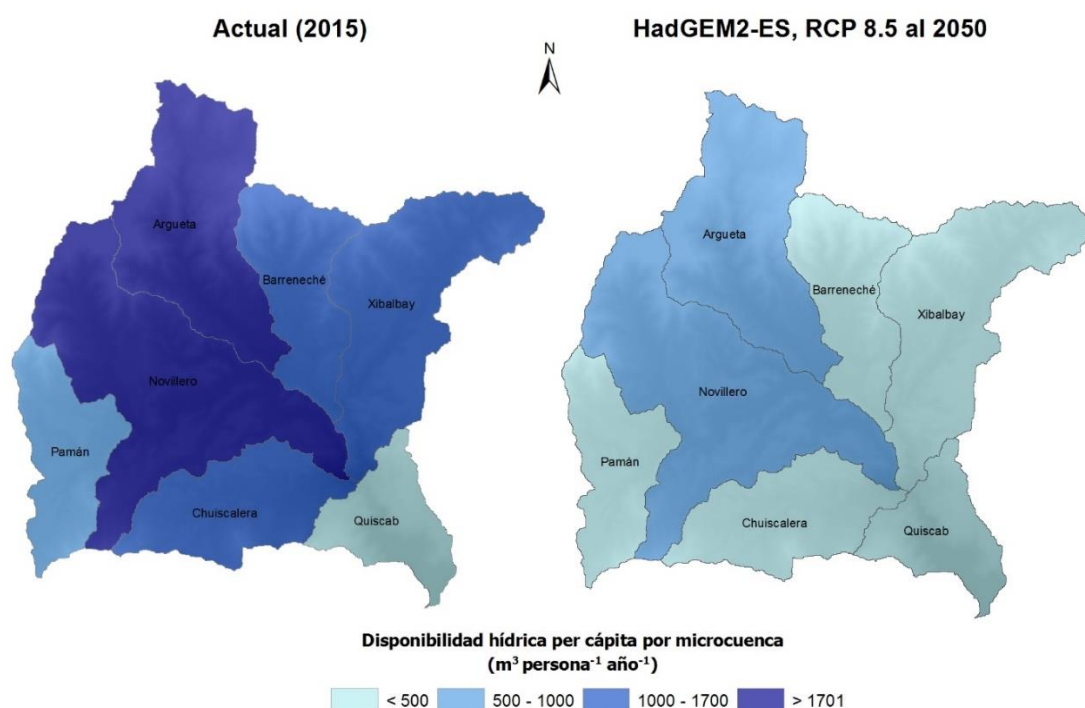 Actual (2015)
HadGEM2-ES, RCP 8.5 al 2050
N
Argueta
Barreneché
Xibalbay
Novillero
Pamán
Chuiscalera
Quiscab
Argueta
Barreneché
Xibalbay
Novillero
Pamán
Chuiscalera
Quiscab
Disponibilidad hídrica per cápita por microcuenca
(m³ persona⁻¹ año⁻¹)
< 500 500 - 1000 1000 - 1700 > 1701